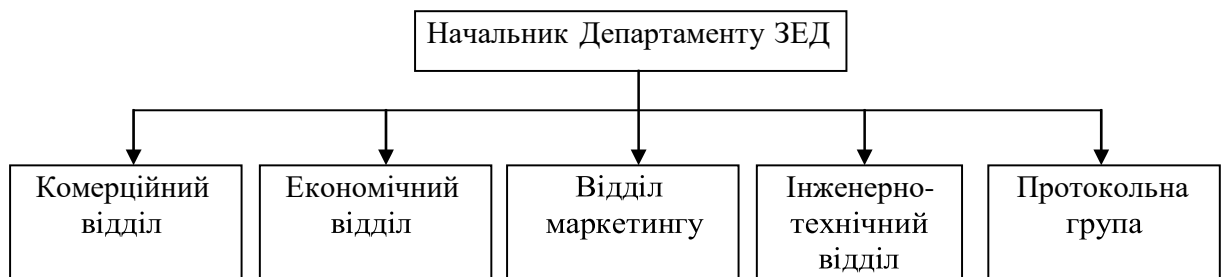 Начальник Департаменту ЗЕД
Комерційний
відділ
Економічний
відділ
Відділ
маркетингу
Інженерно-
технічний
відділ
Протокольна
група